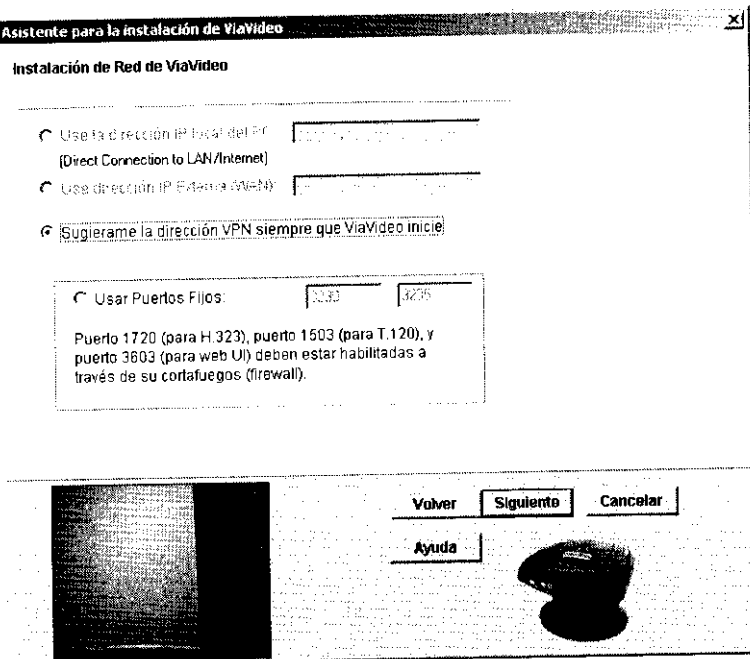 Asistente para la instalación de ViaVideo
Instalación de Red de ViaVideo
Use la dirección IP local del PC
(Direct Connection to LAN/Internet)
Use dirección IP Externa (WAN):
Sugierame la dirección VPN siempre que ViaVideo inicie
Usar Puertos Fijos: 3230 3235
Puerto 1720 (para H.323), puerto 1503 (para T.120), y
puerto 3603 (para web UI) deben estar habilitadas a
través de su cortafuegos (firewall).
Volver Siguiente Cancelar
Ayuda